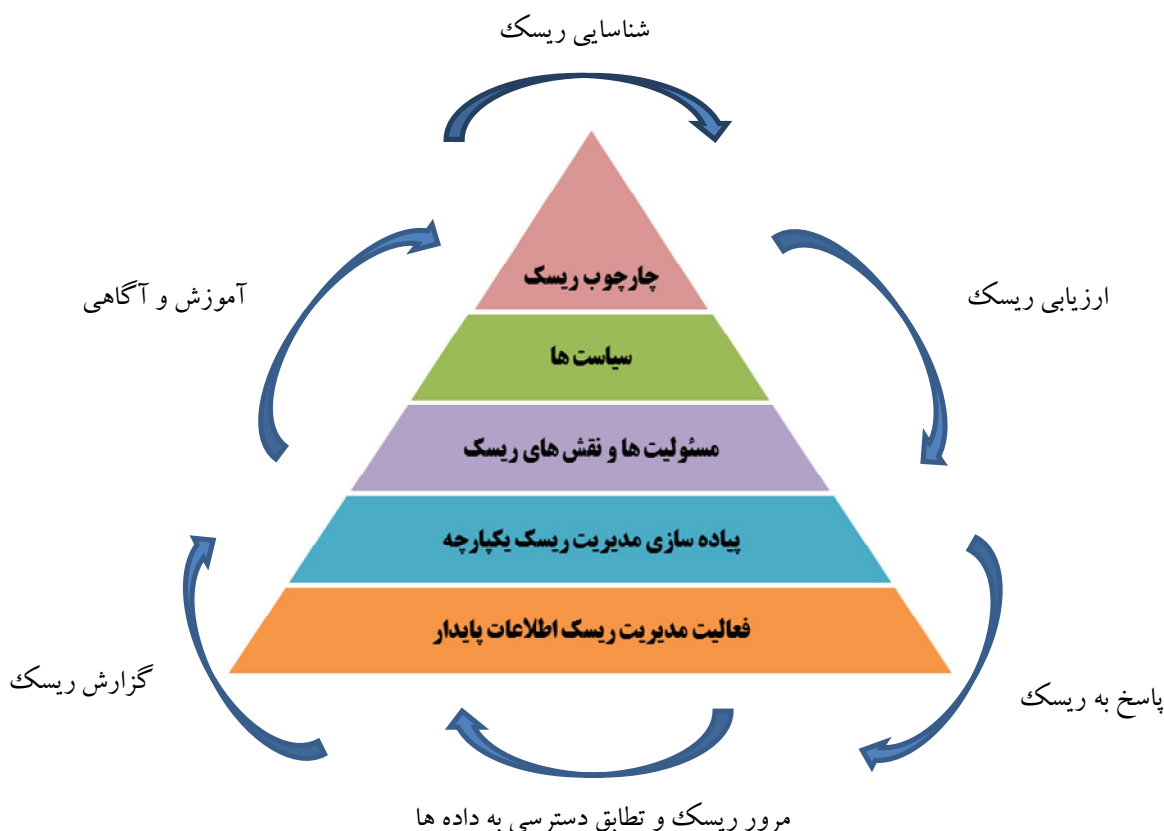 شناسایی ریسک
ارزیابی ریسک
پاسخ به ریسک
مرور ریسک و تطابق دسترسی به داده ها
گزارش ریسک
آموزش و آگاهی
چارچوب ریسک
سیاست ها
مسئولیت ها و نقش های ریسک
پیاده سازی مدیریت ریسک یکپارچه
فعالیت مدیریت ریسک اطلاعات پایدار